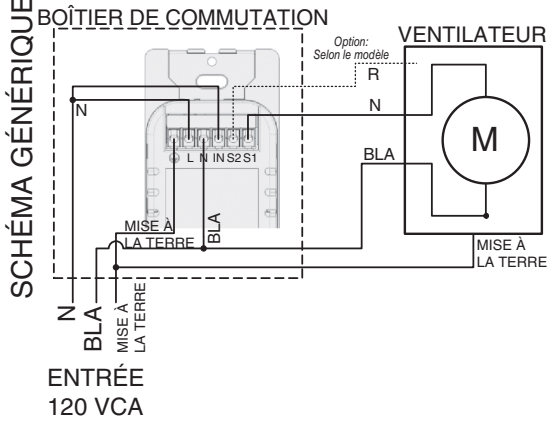 SCHÉMA GÉNÉRIQUE
BOÎTIER DE COMMUTATION
Option:
Selon le modèle
VENTILATEUR
R
N
N
L N IN S2 S1
M
BLA
MISE À
LA TERRE
BLA
MISE À
LA TERRE
N
BLA
MISE À
LA TERRE
ENTRÉE
120 VCA